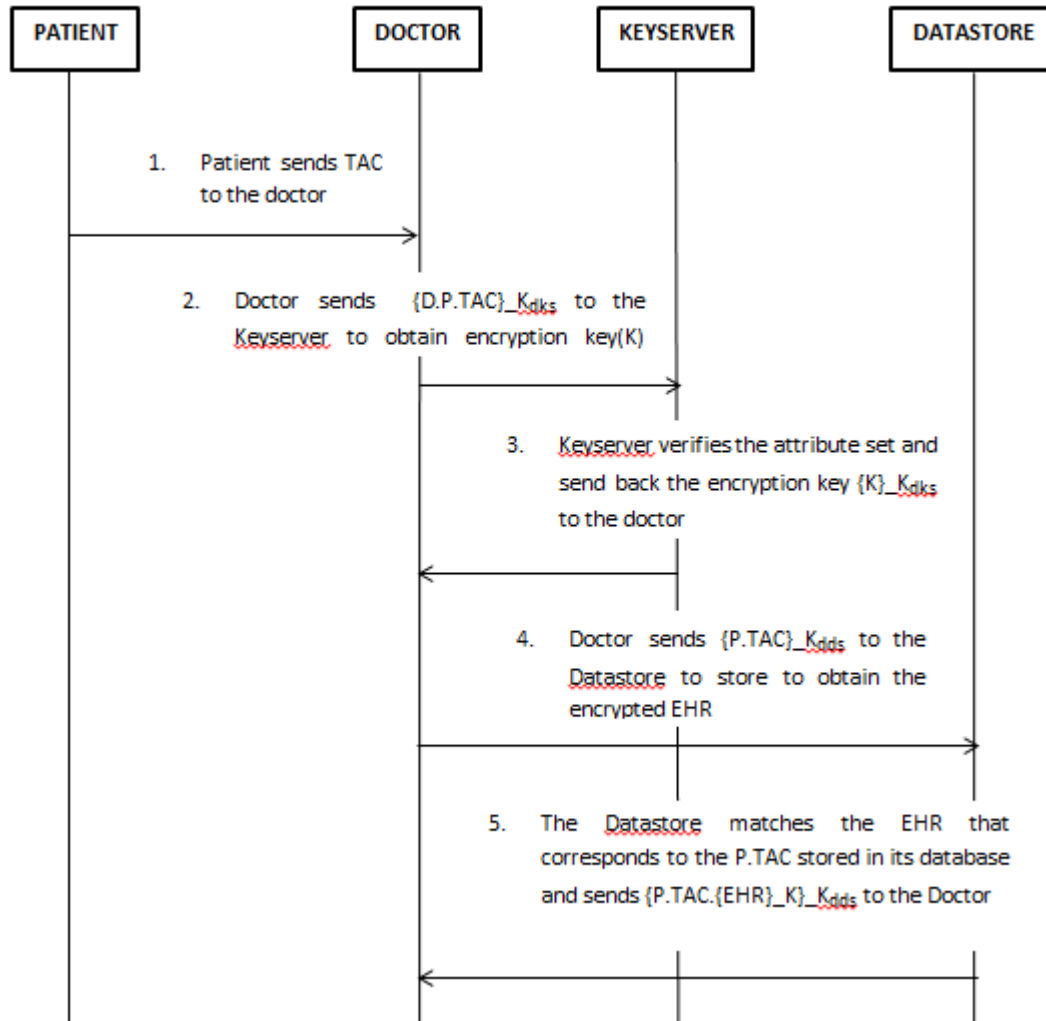 PATIENT DOCTOR KEYSERVER DATASTORE
1. Patient sends TAC
to the doctor
2. Doctor sends {D.P.TAC}_Kdks to the
Keyserver to obtain encryption key(K)
3. Keyserver verifies the attribute set and
send back the encryption key {K}_Kdks
to the doctor
4. Doctor sends {P.TAC}_Kdds to the
Datastore to store to obtain the
encrypted EHR
5. The Datastore matches the EHR that
corresponds to the P.TAC stored in its database
and sends {P.TAC.{EHR}_K}_Kdds to the Doctor